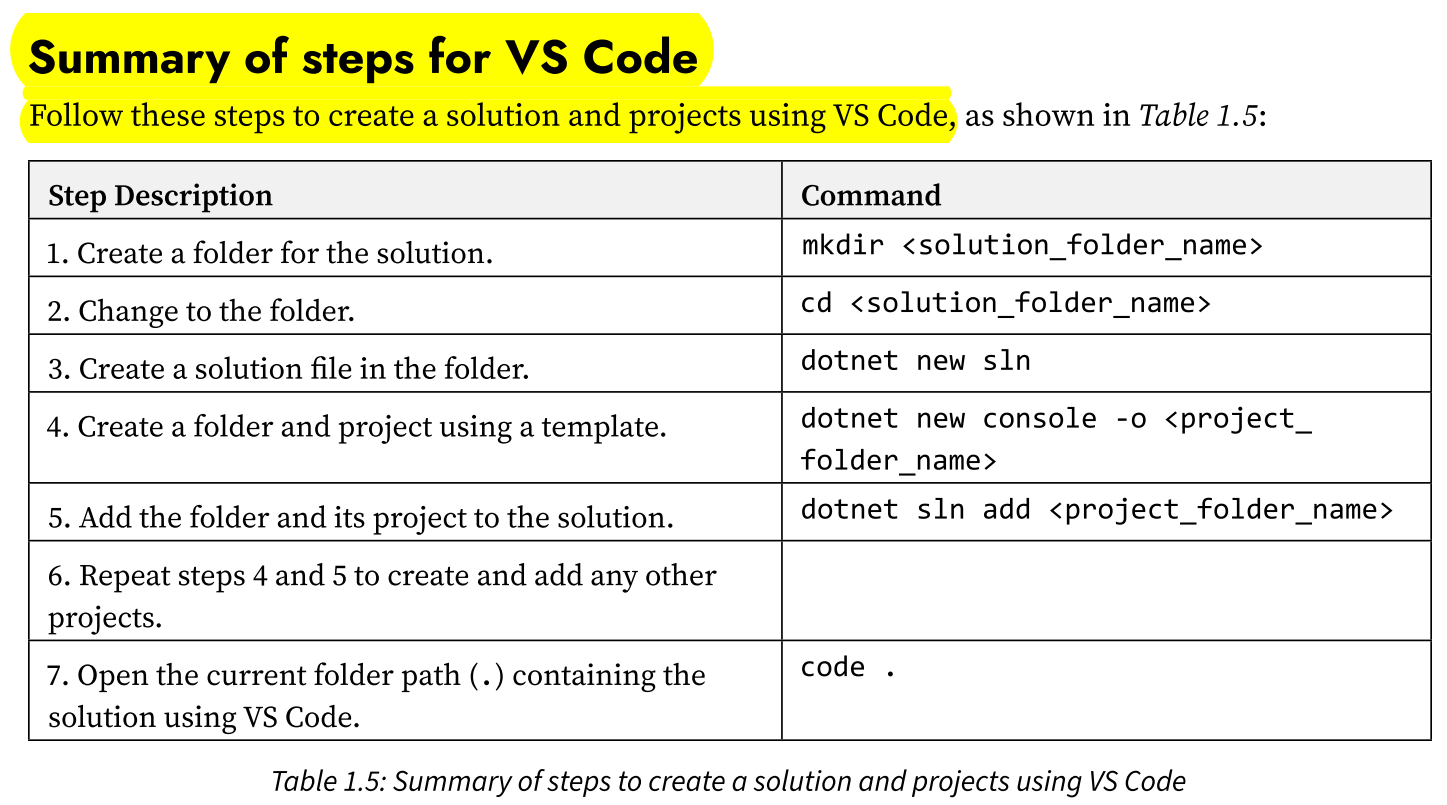 Summary of steps for VS Code
Follow these steps to create a solution and projects using VS Code, as shown in Table 1.5:
Step Description
Command
1. Create a folder for the solution.
mkdir <solution_folder_name>
2. Change to the folder.
cd <solution_folder_name>
3. Create a solution file in the folder.
dotnet new sln
4. Create a folder and project using a template.
dotnet new console -o <project_
folder_name>
5. Add the folder and its project to the solution.
dotnet sln add <project_folder_name>
6. Repeat steps 4 and 5 to create and add any other
projects.
7. Open the current folder path (.) containing the
solution using VS Code.
code .
Table 1.5: Summary of steps to create a solution and projects using VS Code